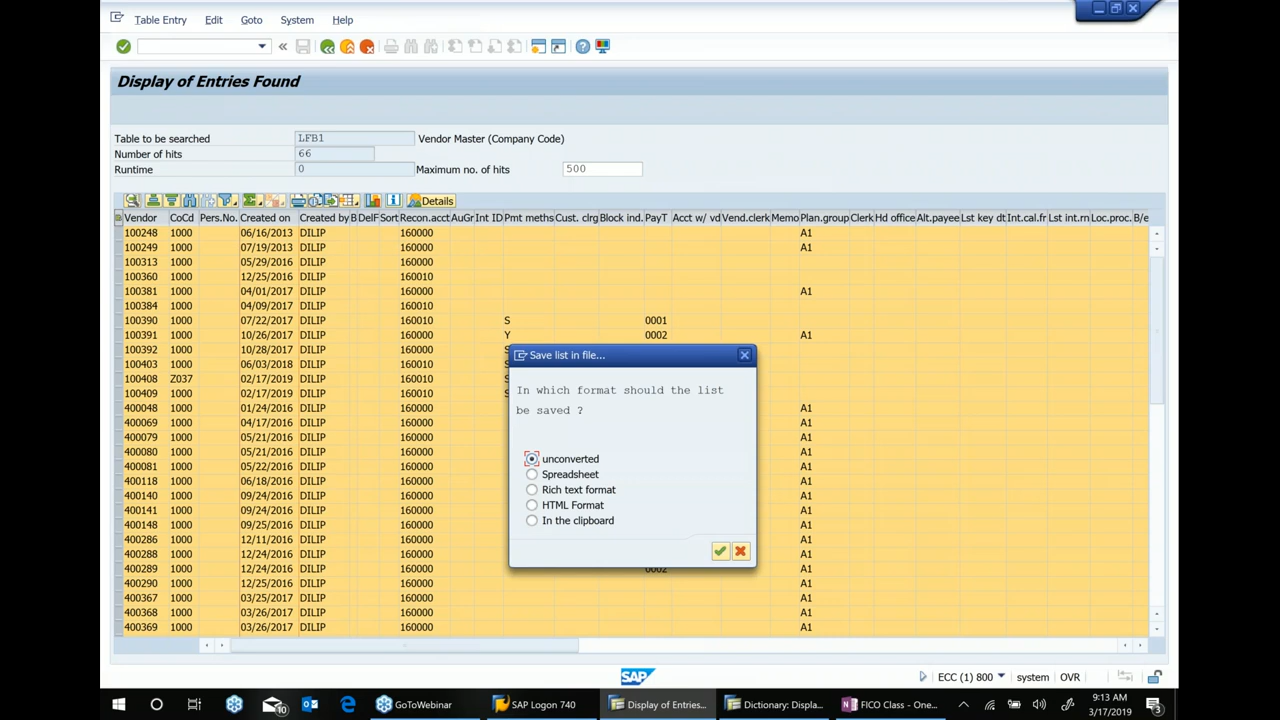 Table Entry Edit Goto System Help
Display of Entries Found
Table to be searched LFB1 Vendor Master (Company Code)
Number of hits 66
Runtime 0 Maximum no. of hits 500
Details
Vendor CoCd Pers.No. Created on Created by B DelF Sort Recon.acct AuGr Int ID Pmt meths Cust. clrg Block ind. PayT Acct w/ vd Vend.clerk Memo Plan.group Clerk Hd office Alt.payee Lst key dt Int.cal.fr Lst int.rn Loc.proc. B/e
100248 1000 06/16/2013 DILIP 160000 A1
100249 1000 07/19/2013 DILIP 160000 A1
100313 1000 05/29/2016 DILIP 160000
100360 1000 12/25/2016 DILIP 160010
100381 1000 04/01/2017 DILIP 160000 A1
100384 1000 04/09/2017 DILIP 160010
100390 1000 07/22/2017 DILIP 160010 S 0001
100391 1000 10/26/2017 DILIP 160000 Y 0002 A1
100392 1000 10/28/2017 DILIP 160010
100403 1000 06/03/2018 DILIP 160010
100408 Z037 02/17/2019 DILIP 160010
100409 1000 02/17/2019 DILIP 160010
400048 1000 01/24/2016 DILIP 160000 A1
400069 1000 04/17/2016 DILIP 160000 A1
400079 1000 05/21/2016 DILIP 160000 A1
400080 1000 05/21/2016 DILIP 160000 A1
400081 1000 05/22/2016 DILIP 160000 A1
400118 1000 06/18/2016 DILIP 160000 A1
400140 1000 09/24/2016 DILIP 160000 A1
400141 1000 09/24/2016 DILIP 160000 A1
400148 1000 09/25/2016 DILIP 160000 A1
400286 1000 12/11/2016 DILIP 160000 A1
400288 1000 12/24/2016 DILIP 160000 A1
400289 1000 12/24/2016 DILIP 160000 0002 A1
400290 1000 12/25/2016 DILIP 160000 A1
400367 1000 03/25/2017 DILIP 160000 A1
400368 1000 03/26/2017 DILIP 160000 A1
400369 1000 03/26/2017 DILIP 160000 A1
Save list in file...
In which format should the list
be saved ?
unconverted
Spreadsheet
Rich text format
HTML Format
In the clipboard
SAP ECC (1) 800 system OVR
GoToWebinar SAP Logon 740 Display of Entries... Dictionary: Displa... FICO Class - One... 9:13 AM
3/17/2019